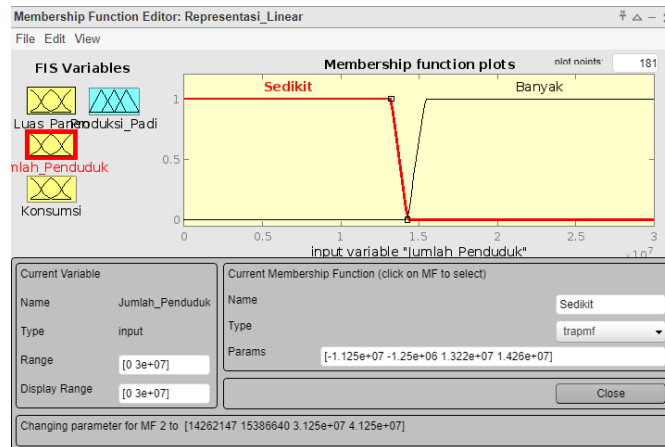 Membership Function Editor: Representasi_Linear
File Edit View
FIS Variables
Membership function plots
plot points:
181
Luas Panen
Produksi_Padi
Jumlah_Penduduk
Konsumsi
Sedikit
Banyak
1
0.5
0
0 0.5 1 1.5 2 2.5 3
input variable "Jumlah Penduduk"
×10^7
Current Variable
Name Jumlah_Penduduk
Type input
Range [0 3e+07]
Display Range [0 3e+07]
Current Membership Function (click on MF to select)
Name Sedikit
Type trapmf
Params [-1.125e+07 -1.25e+06 1.322e+07 1.426e+07]
Close
Changing parameter for MF 2 to [14262147 15386640 3.125e+07 4.125e+07]